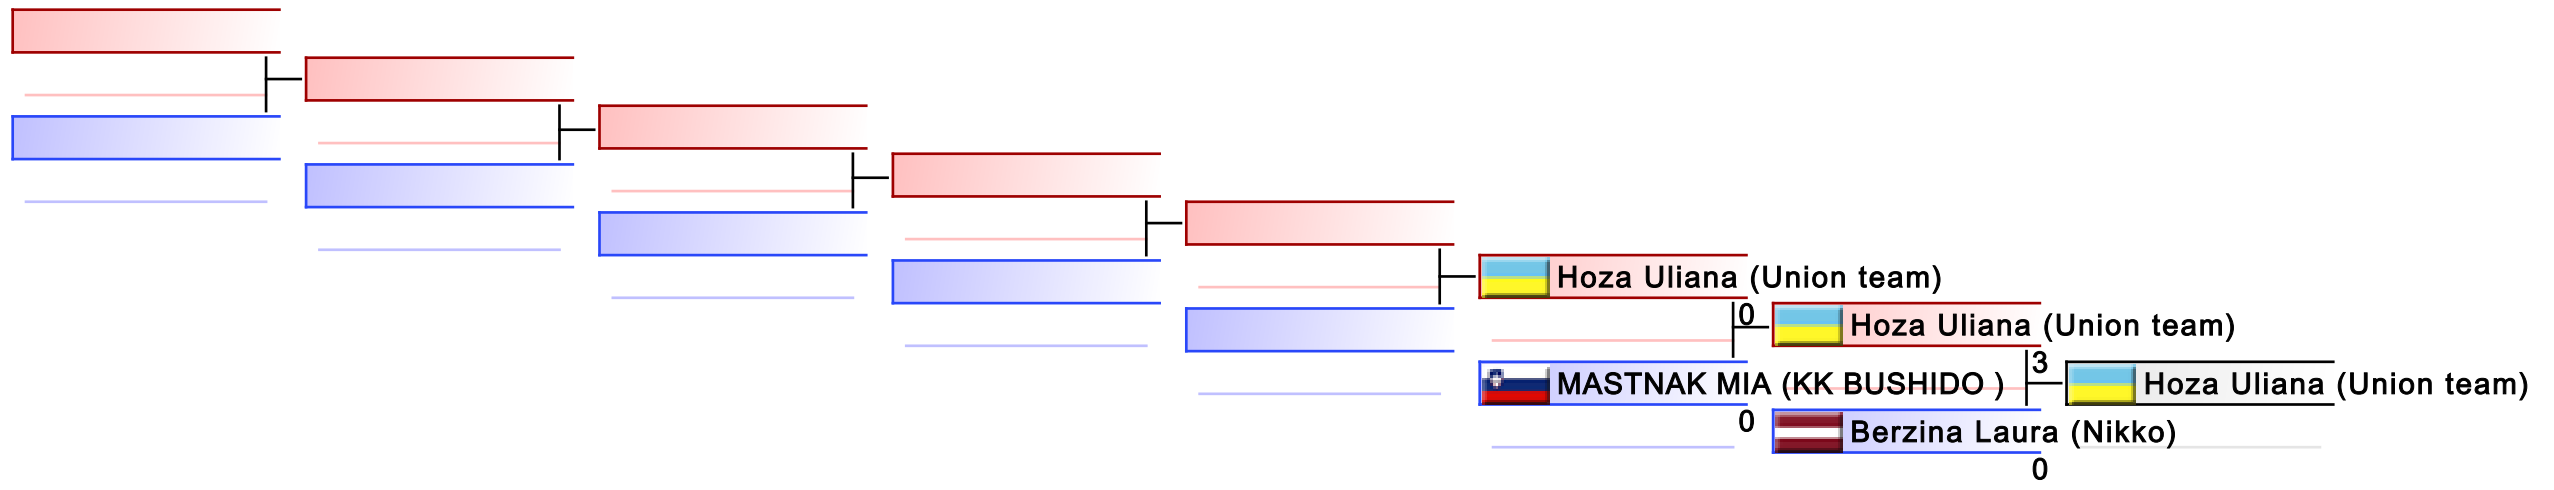 Hoza Uliana (Union team)
0
Hoza Uliana (Union team)
3
MASTNAK MIA (KK BUSHIDO )
Hoza Uliana (Union team)
0
Berzina Laura (Nikko)
0